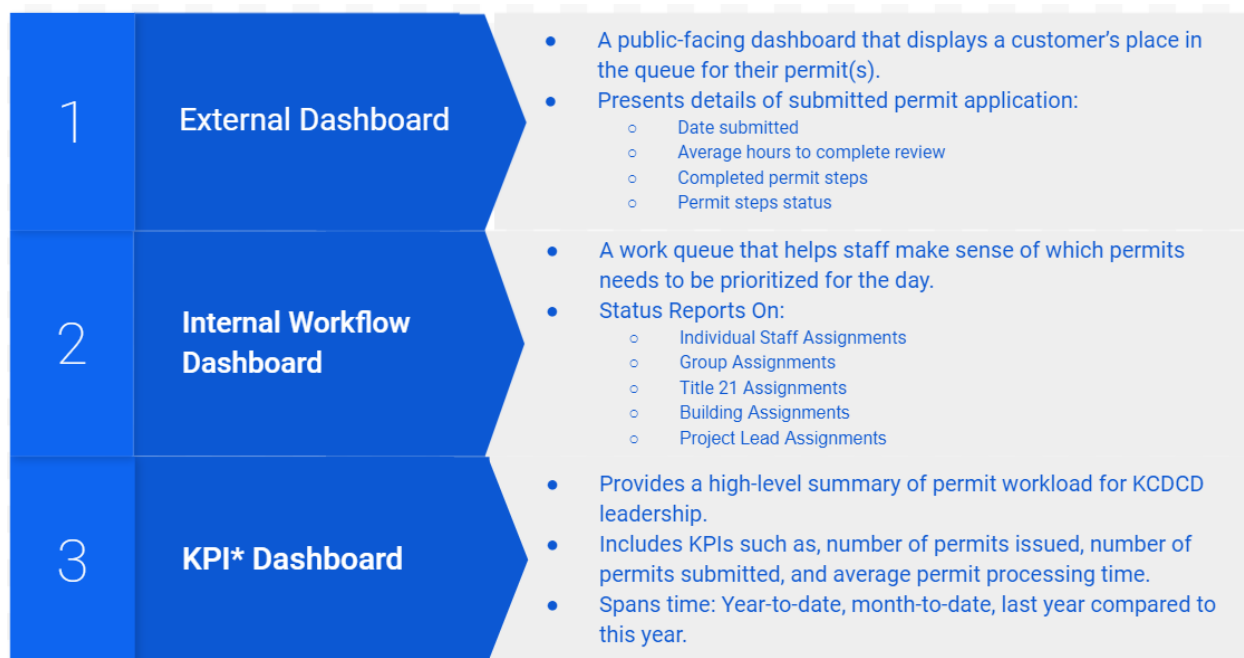 1
External Dashboard
● A public-facing dashboard that displays a customer’s place in
the queue for their permit(s).
● Presents details of submitted permit application:
○ Date submitted
○ Average hours to complete review
○ Completed permit steps
○ Permit steps status
2
Internal Workflow
Dashboard
● A work queue that helps staff make sense of which permits
needs to be prioritized for the day.
● Status Reports On:
○ Individual Staff Assignments
○ Group Assignments
○ Title 21 Assignments
○ Building Assignments
○ Project Lead Assignments
3
KPI* Dashboard
● Provides a high-level summary of permit workload for KCDCD
leadership.
● Includes KPIs such as, number of permits issued, number of
permits submitted, and average permit processing time.
● Spans time: Year-to-date, month-to-date, last year compared to
this year.